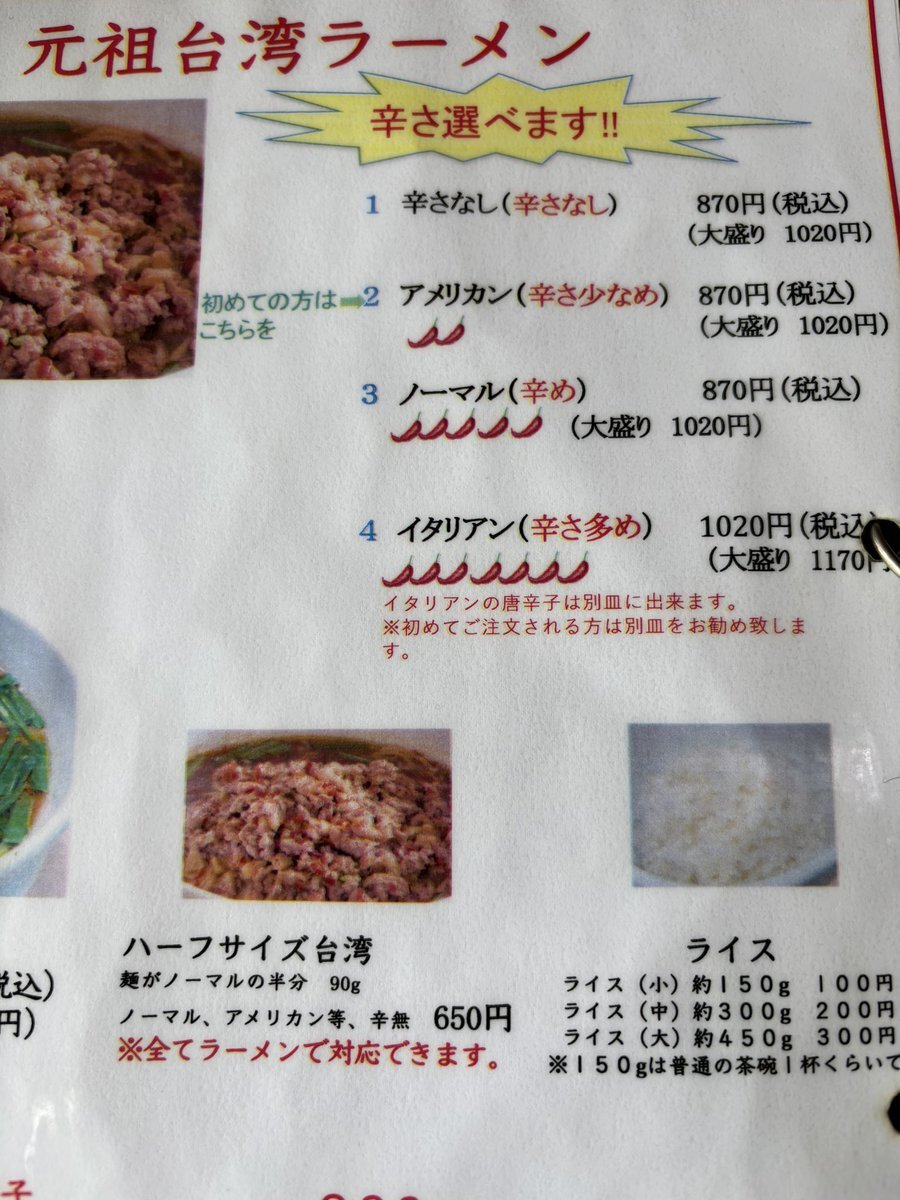 元祖台湾ラーメン
辛さ選べます!!
1 辛さなし(辛さなし) 870円(税込)
(大盛り 1020円)
初めての方は➡2 アメリカン(辛さ少なめ) 870円(税込)
こちらを (大盛り 1020円)
3 ノーマル(辛め) 870円(税込)
(大盛り 1020円)
4 イタリアン(辛さ多め) 1020円(税込)
(大盛り 1170円
イタリアンの唐辛子は別皿に出来ます。
※初めてご注文される方は別皿をお勧め致しま
す。
ハーフサイズ台湾
麺がノーマルの半分 90g
ノーマル、アメリカン等、辛無 650円
※全てラーメンで対応できます。
ライス
ライス(小)約150g 100円
ライス(中)約300g 200円
ライス(大)約450g 300円
※150gは普通の茶碗1杯くらいで
税込)
円)
子